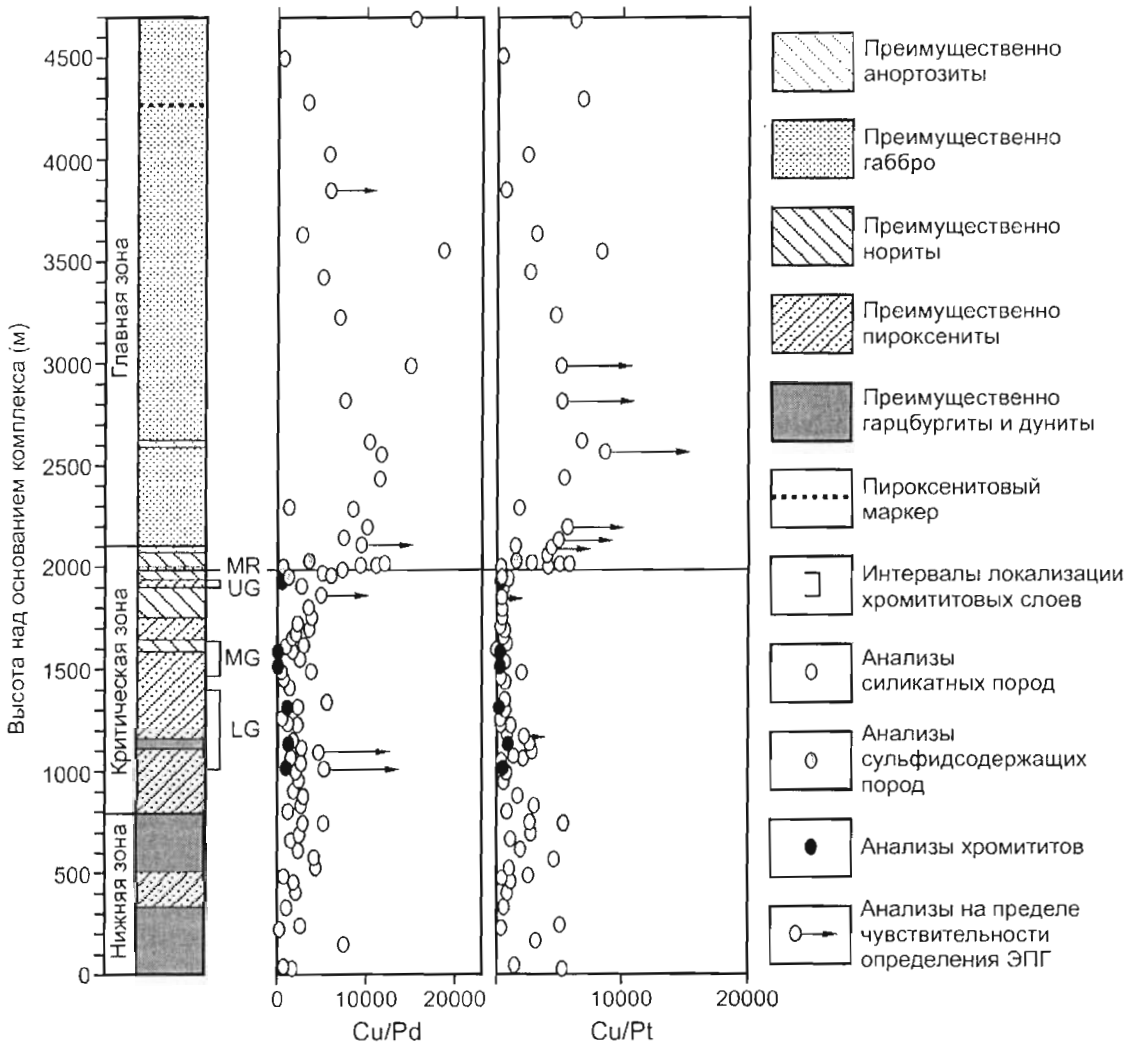 Высота над основанием комплекса (м)
4500
4000
3500
3000
2500
2000
1500
1000
500
0
Главная зона
Критическая зона
Нижняя зона
MR
UG
MG
LG
0
10000
20000
Cu/Pd
0
10000
20000
Cu/Pt
Преимущественно
анортозиты
Преимущественно
габбро
Преимущественно
нориты
Преимущественно
пироксениты
Преимущественно
гарцбургиты и дуниты
Пироксенитовый
маркер
Интервалы локализации
хромититовых слоев
Анализы
силикатных пород
Анализы
сульфидсодержащих
пород
Анализы хромититов
Анализы на пределе
чувствительности
определения ЭПГ